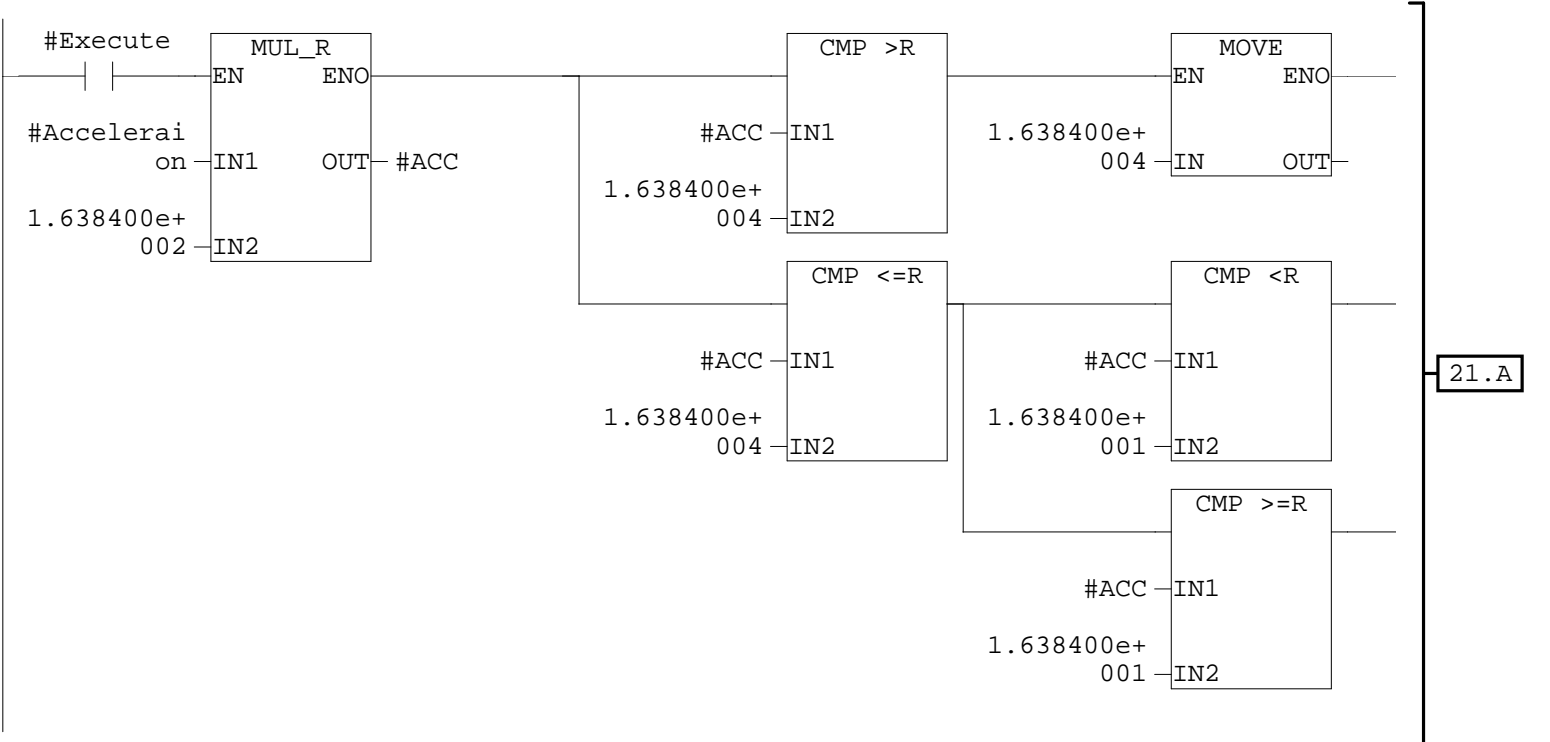 #Execute
MUL_R
CMP >R
MOVE
EN ENO
EN ENO
#Accelerai
on
IN1 OUT #ACC
#ACC IN1
1.638400e+
004 IN OUT
1.638400e+
004 IN2
1.638400e+
002 IN2
CMP <=R
CMP <R
#ACC IN1
#ACC IN1
21.A
1.638400e+
004 IN2
1.638400e+
001 IN2
CMP >=R
#ACC IN1
1.638400e+
001 IN2